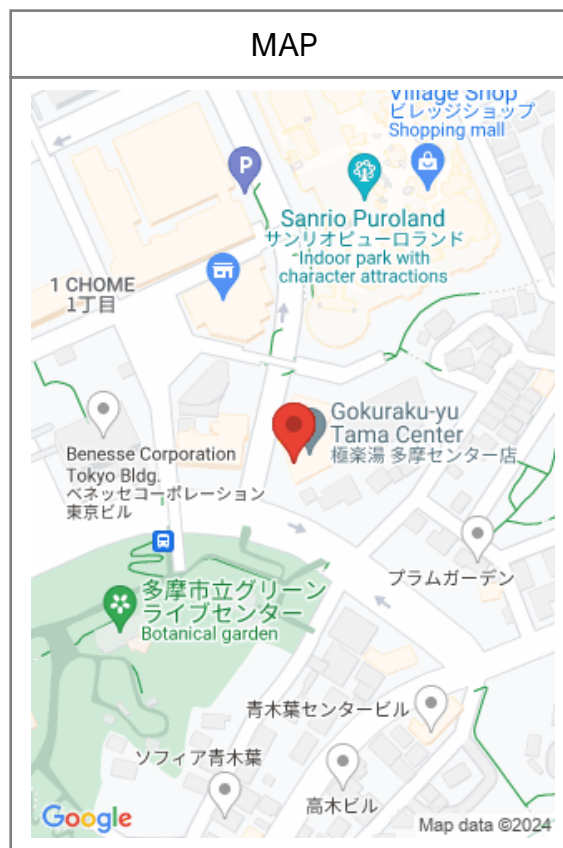 MAP
Village Shop
ビレッジショップ
Shopping mall
P
Sanrio Puroland
サンリオピューロランド
Indoor park with
character attractions
1 CHOME
1丁目
Gokuraku-yu
Tama Center
極楽湯 多摩センター店
Benesse Corporation
Tokyo Bldg.
ベネッセコーポレーション
東京ビル
プラムガーデン
多摩市立グリーン
ライブセンター
Botanical garden
青木葉センタービル
ソフィア青木葉
高木ビル
Google
Map data ©2024